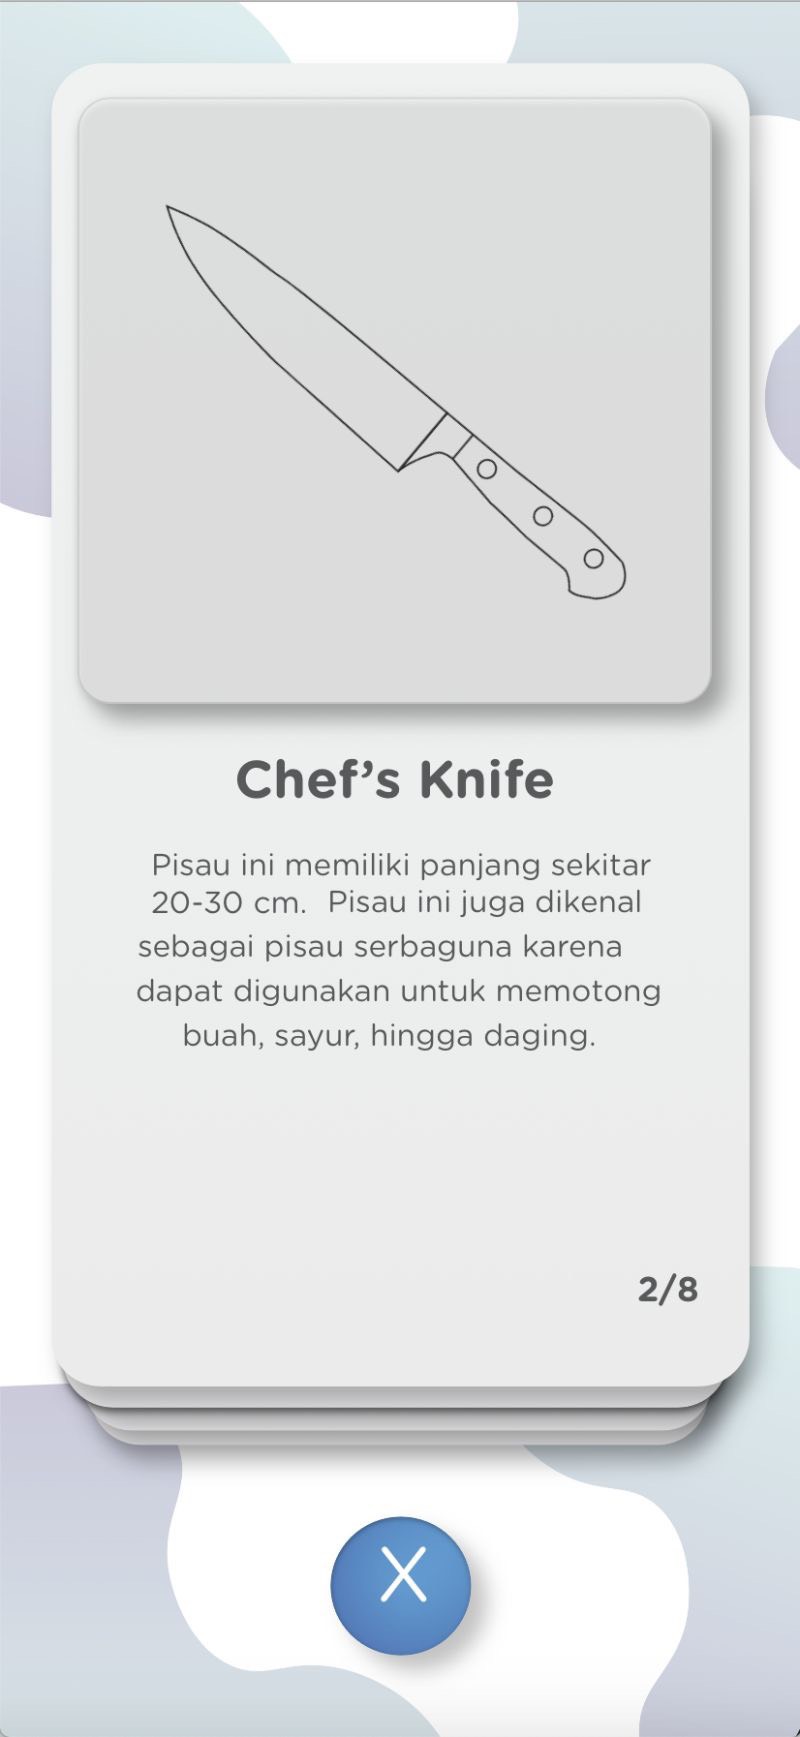 Chef’s Knife
Pisau ini memiliki panjang sekitar
20-30 cm.  Pisau ini juga dikenal
sebagai pisau serbaguna karena
dapat digunakan untuk memotong
buah, sayur, hingga daging.
2/8
X